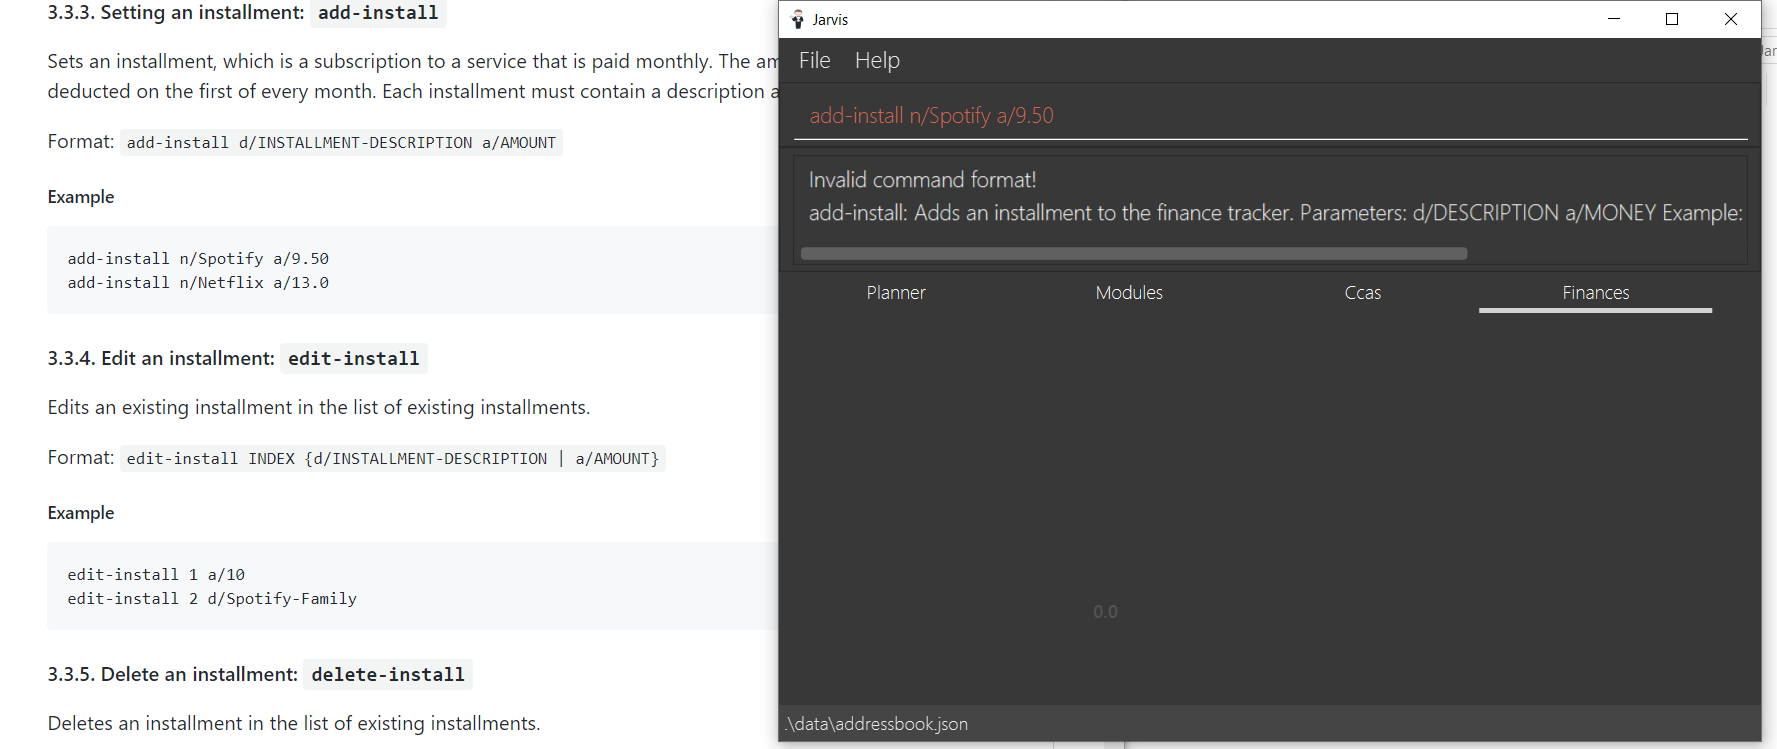 3.3.3. Setting an installment: add-install
Sets an installment, which is a subscription to a service that is paid monthly. The
deducted on the first of every month. Each installment must contain a description
Format: add-install d/INSTALLMENT-DESCRIPTION a/AMOUNT
Example
add-install n/Spotify a/9.50
add-install n/Netflix a/13.0
3.3.4. Edit an installment: edit-install
Edits an existing installment in the list of existing installments.
Format: edit-install INDEX {d/INSTALLMENT-DESCRIPTION | a/AMOUNT}
Example
edit-install 1 a/10
edit-install 2 d/Spotify-Family
3.3.5. Delete an installment: delete-install
Deletes an installment in the list of existing installments.
Jarvis
File Help
add-install n/Spotify a/9.50
Invalid command format!
add-install: Adds an installment to the finance tracker. Parameters: d/DESCRIPTION a/MONEY Example:
Planner Modules Ccas Finances
0.0
.\data\addressbook.json